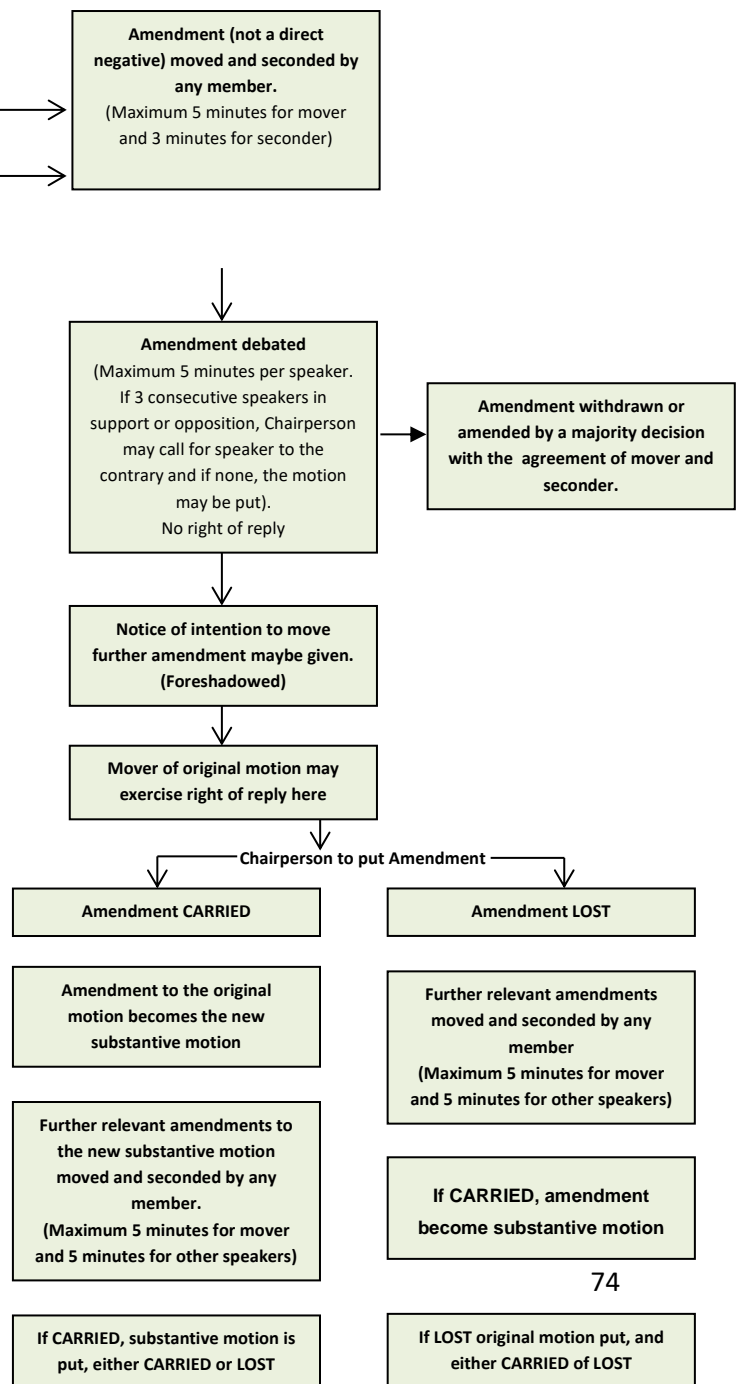 Amendment (not a direct
negative) moved and seconded by
any member.
(Maximum 5 minutes for mover
and 3 minutes for seconder)
Amendment debated
(Maximum 5 minutes per speaker.
If 3 consecutive speakers in
support or opposition, Chairperson
may call for speaker to the
contrary and if none, the motion
may be put).
No right of reply
Amendment withdrawn or
amended by a majority decision
with the agreement of mover and
seconder.
Notice of intention to move
further amendment maybe given.
(Foreshadowed)
Mover of original motion may
exercise right of reply here
Chairperson to put Amendment
Amendment CARRIED
Amendment to the original
motion becomes the new
substantive motion
Further relevant amendments to
the new substantive motion
moved and seconded by any
member.
(Maximum 5 minutes for mover
and 5 minutes for other speakers)
If CARRIED, substantive motion is
put, either CARRIED or LOST
Amendment LOST
Further relevant amendments
moved and seconded by any
member
(Maximum 5 minutes for mover
and 5 minutes for other speakers)
If CARRIED, amendment
become substantive motion
74
If LOST original motion put, and
either CARRIED of LOST